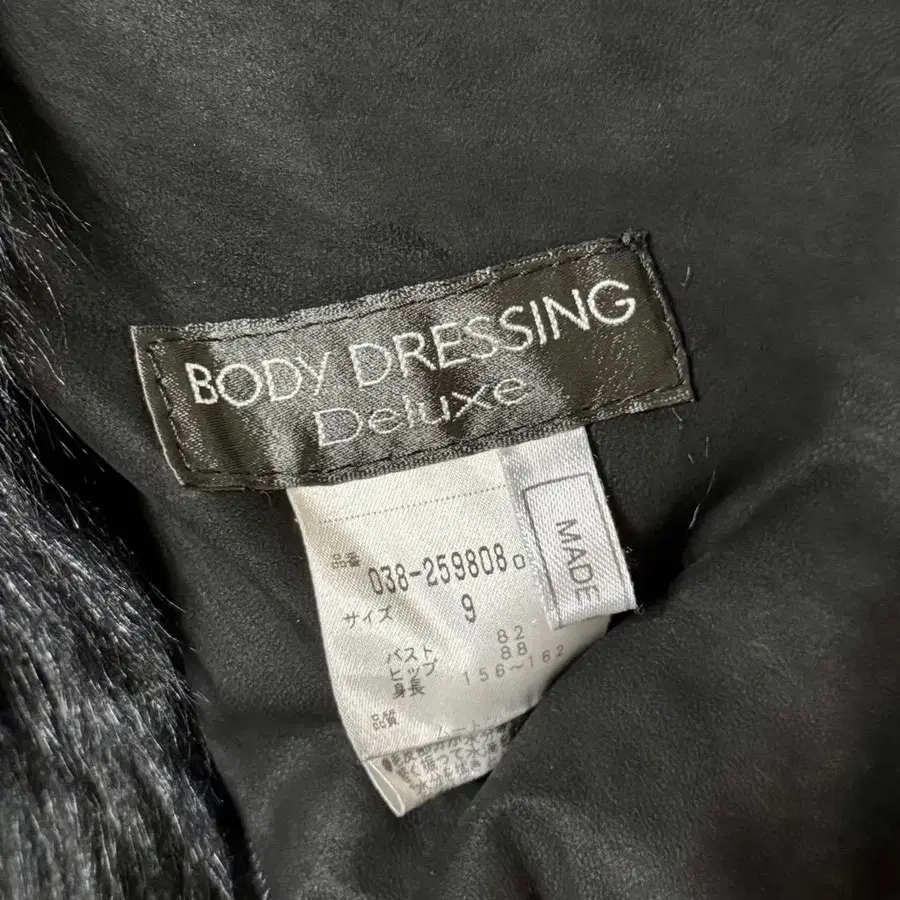 BODY DRESSING
Deluxe
MADE
品番
038-259808
サイズ
9
バスト 82
ヒップ 88
身長 156~162
品質